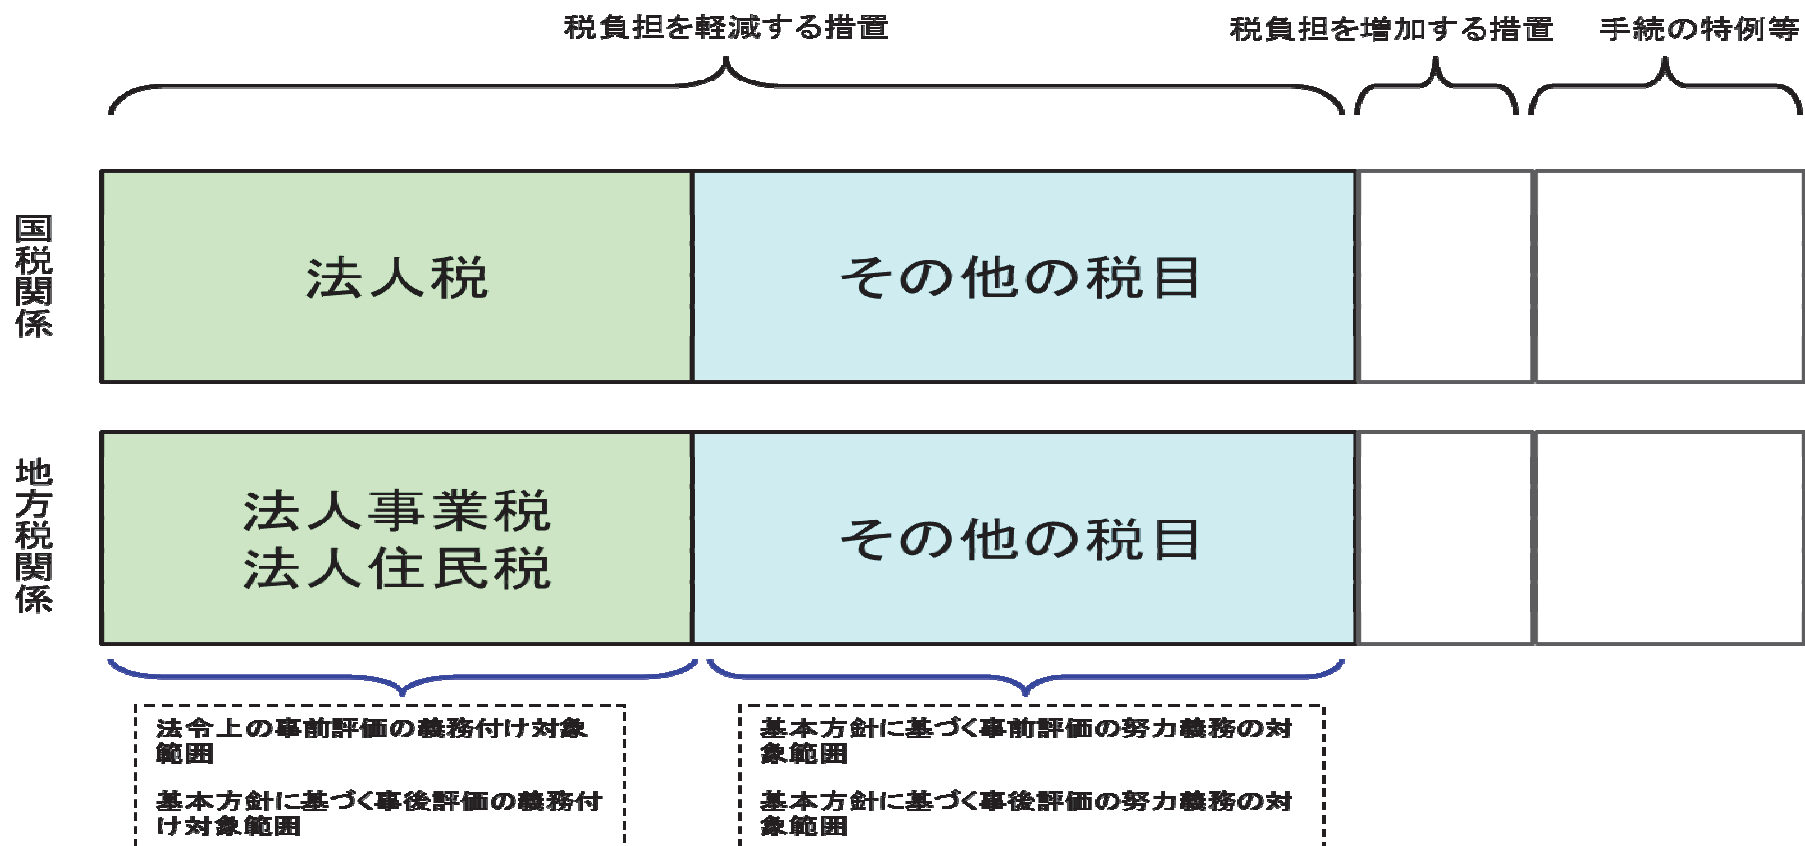 税負担を軽減する措置
税負担を増加する措置
手続の特例等
国税関係
法人税
その他の税目
地方税関係
法人事業税
法人住民税
その他の税目
法令上の事前評価の義務付け対象
範囲
基本方針に基づく事後評価の義務付
け対象範囲
基本方針に基づく事前評価の努力義務の対
象範囲
基本方針に基づく事後評価の努力義務の対
象範囲